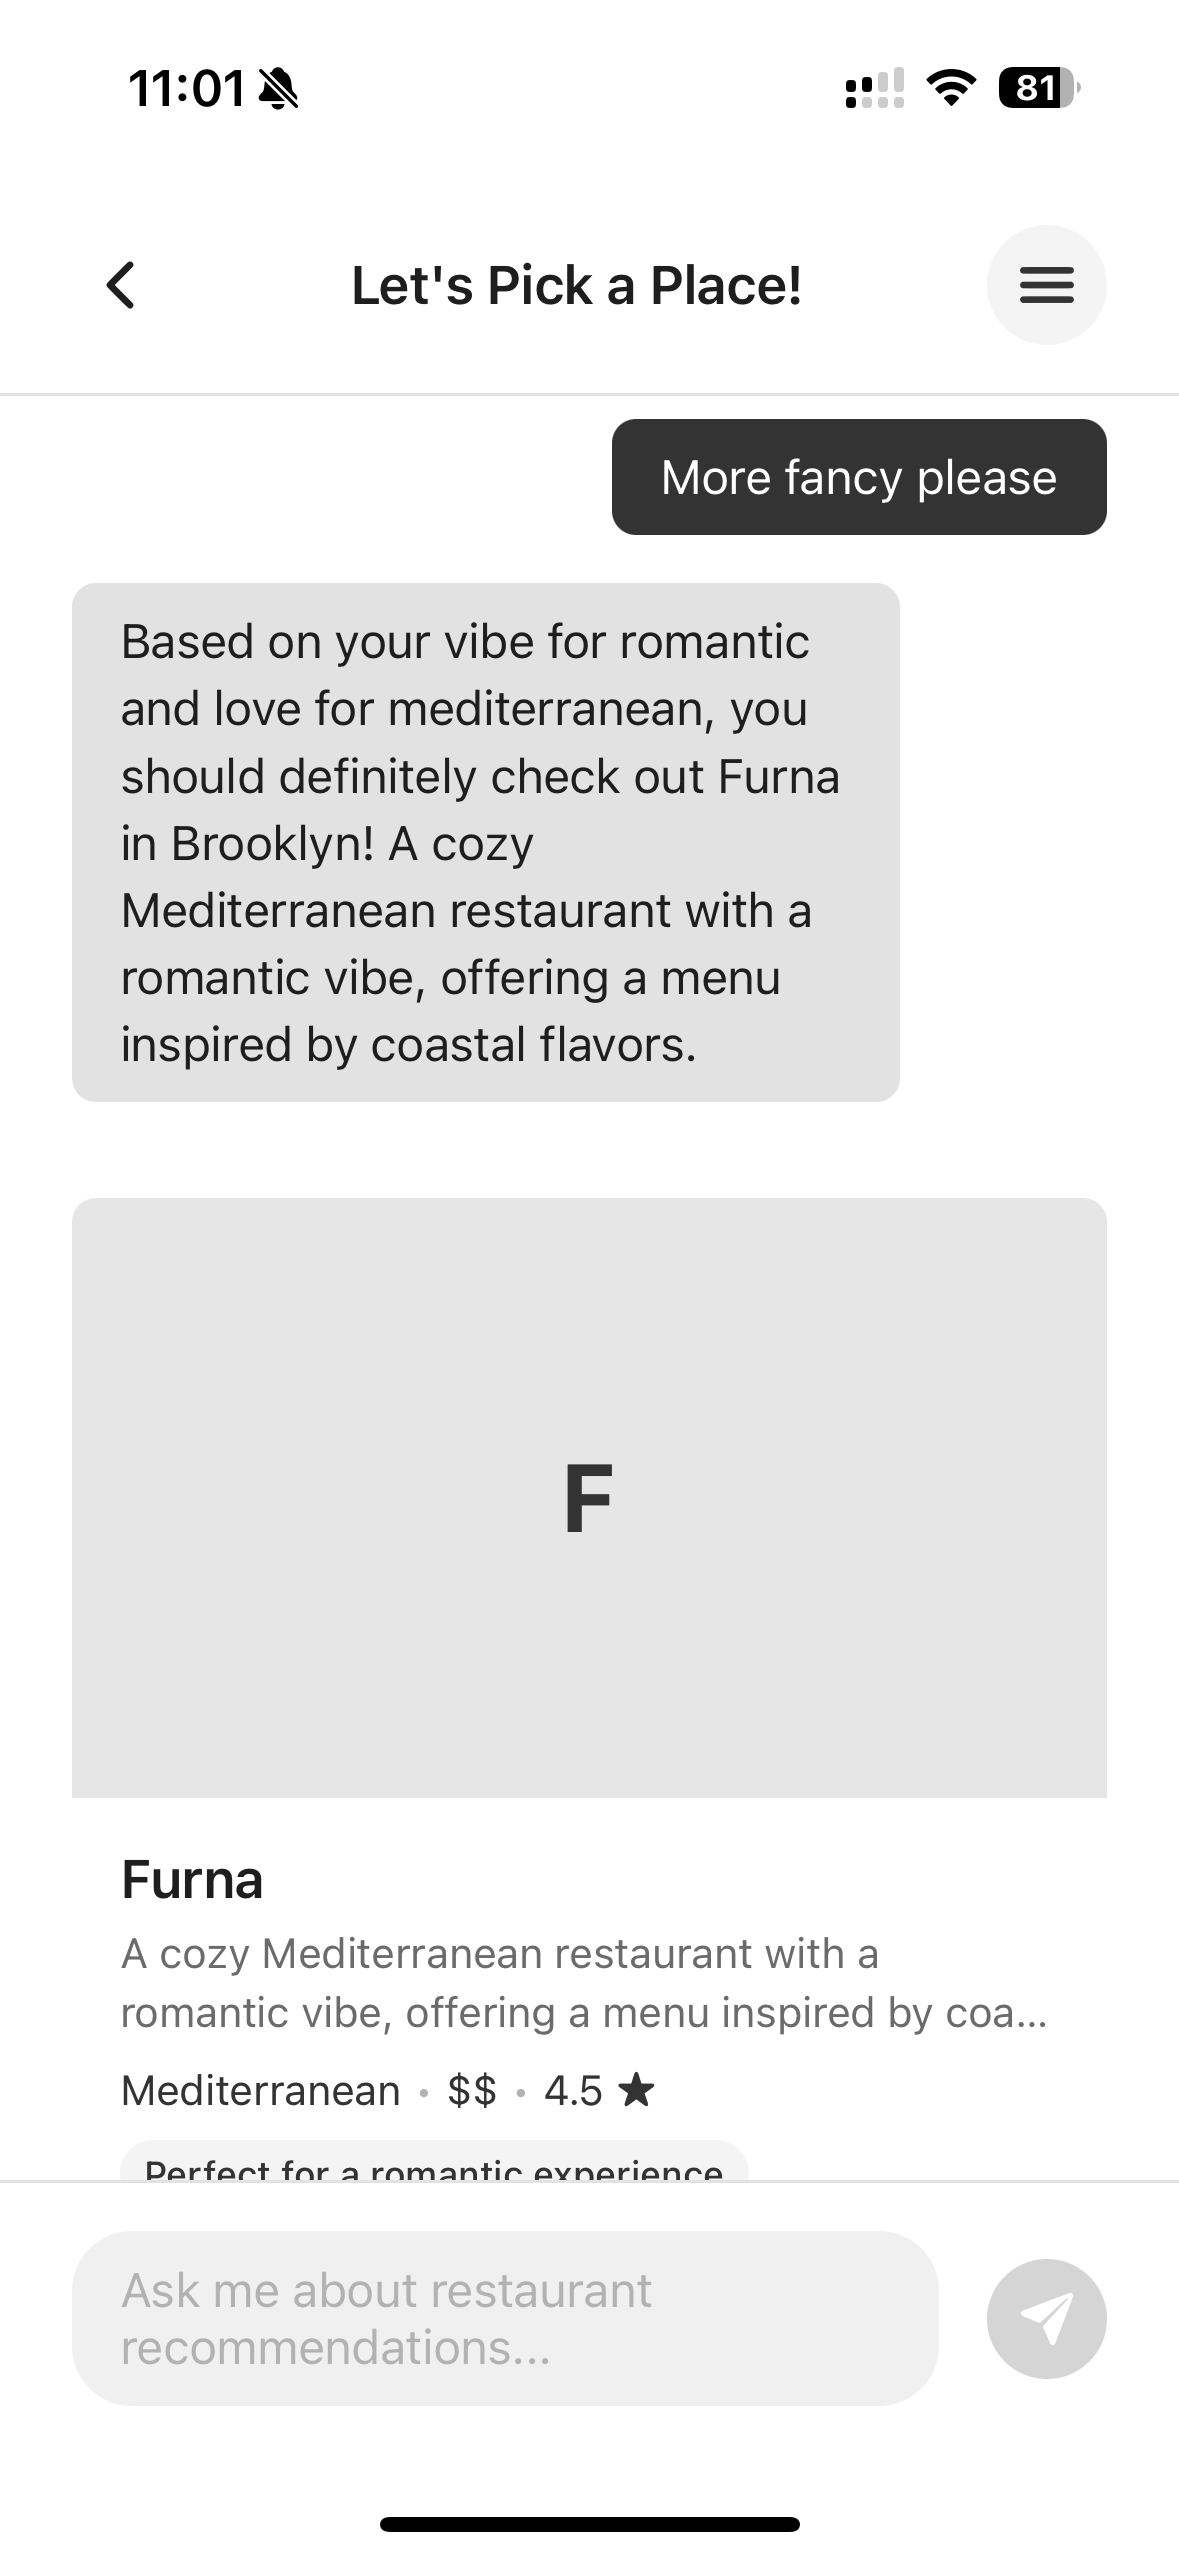 11:01
81
Let's Pick a Place!
More fancy please
Based on your vibe for romantic
and love for mediterranean, you
should definitely check out Furna
in Brooklyn! A cozy
Mediterranean restaurant with a
romantic vibe, offering a menu
inspired by coastal flavors.
F
Furna
A cozy Mediterranean restaurant with a
romantic vibe, offering a menu inspired by coa...
Mediterranean • $$ • 4.5 ★
Perfect for a romantic experience
Ask me about restaurant
recommendations...